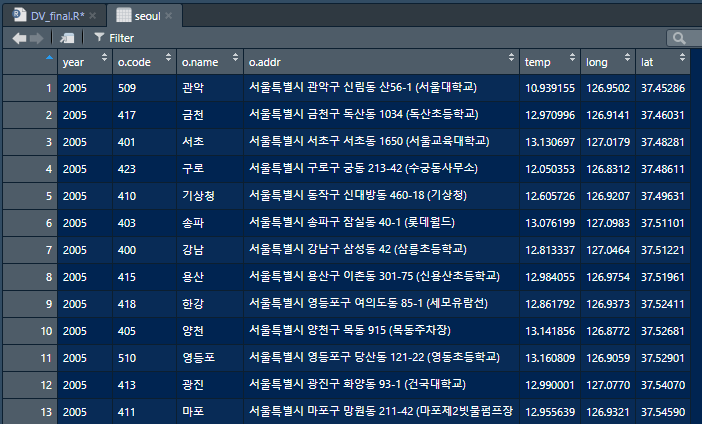 DV_final.R*
seoul
Filter
year o.code o.name o.addr temp long lat
1 2005 509 관악 서울특별시 관악구 신림동 산56-1 (서울대학교) 10.939155 126.9502 37.45286
2 2005 417 금천 서울특별시 금천구 독산동 1034 (독산초등학교) 12.970996 126.9141 37.46031
3 2005 401 서초 서울특별시 서초구 서초동 1650 (서울교육대학교) 13.130697 127.0179 37.48281
4 2005 423 구로 서울특별시 구로구 궁동 213-42 (수궁동사무소) 12.050353 126.8312 37.48611
5 2005 410 기상청 서울특별시 동작구 신대방동 460-18 (기상청) 12.605726 126.9207 37.49631
6 2005 403 송파 서울특별시 송파구 잠실동 40-1 (롯데월드) 13.076199 127.0983 37.51101
7 2005 400 강남 서울특별시 강남구 삼성동 42 (삼릉초등학교) 12.813337 127.0464 37.51221
8 2005 415 용산 서울특별시 용산구 이촌동 301-75 (신용산초등학교) 12.984055 126.9754 37.51961
9 2005 418 한강 서울특별시 영등포구 여의도동 85-1 (세모유람선) 12.861792 126.9373 37.52411
10 2005 405 양천 서울특별시 양천구 목동 915 (목동주차장) 13.141856 126.8772 37.52681
11 2005 510 영등포 서울특별시 영등포구 당산동 121-22 (영동초등학교) 13.160809 126.9059 37.52901
12 2005 413 광진 서울특별시 광진구 화양동 93-1 (건국대학교) 12.990001 127.0770 37.54070
13 2005 411 마포 서울특별시 마포구 망원동 211-42 (마포제2빗물펌프장 12.955639 126.9321 37.54590